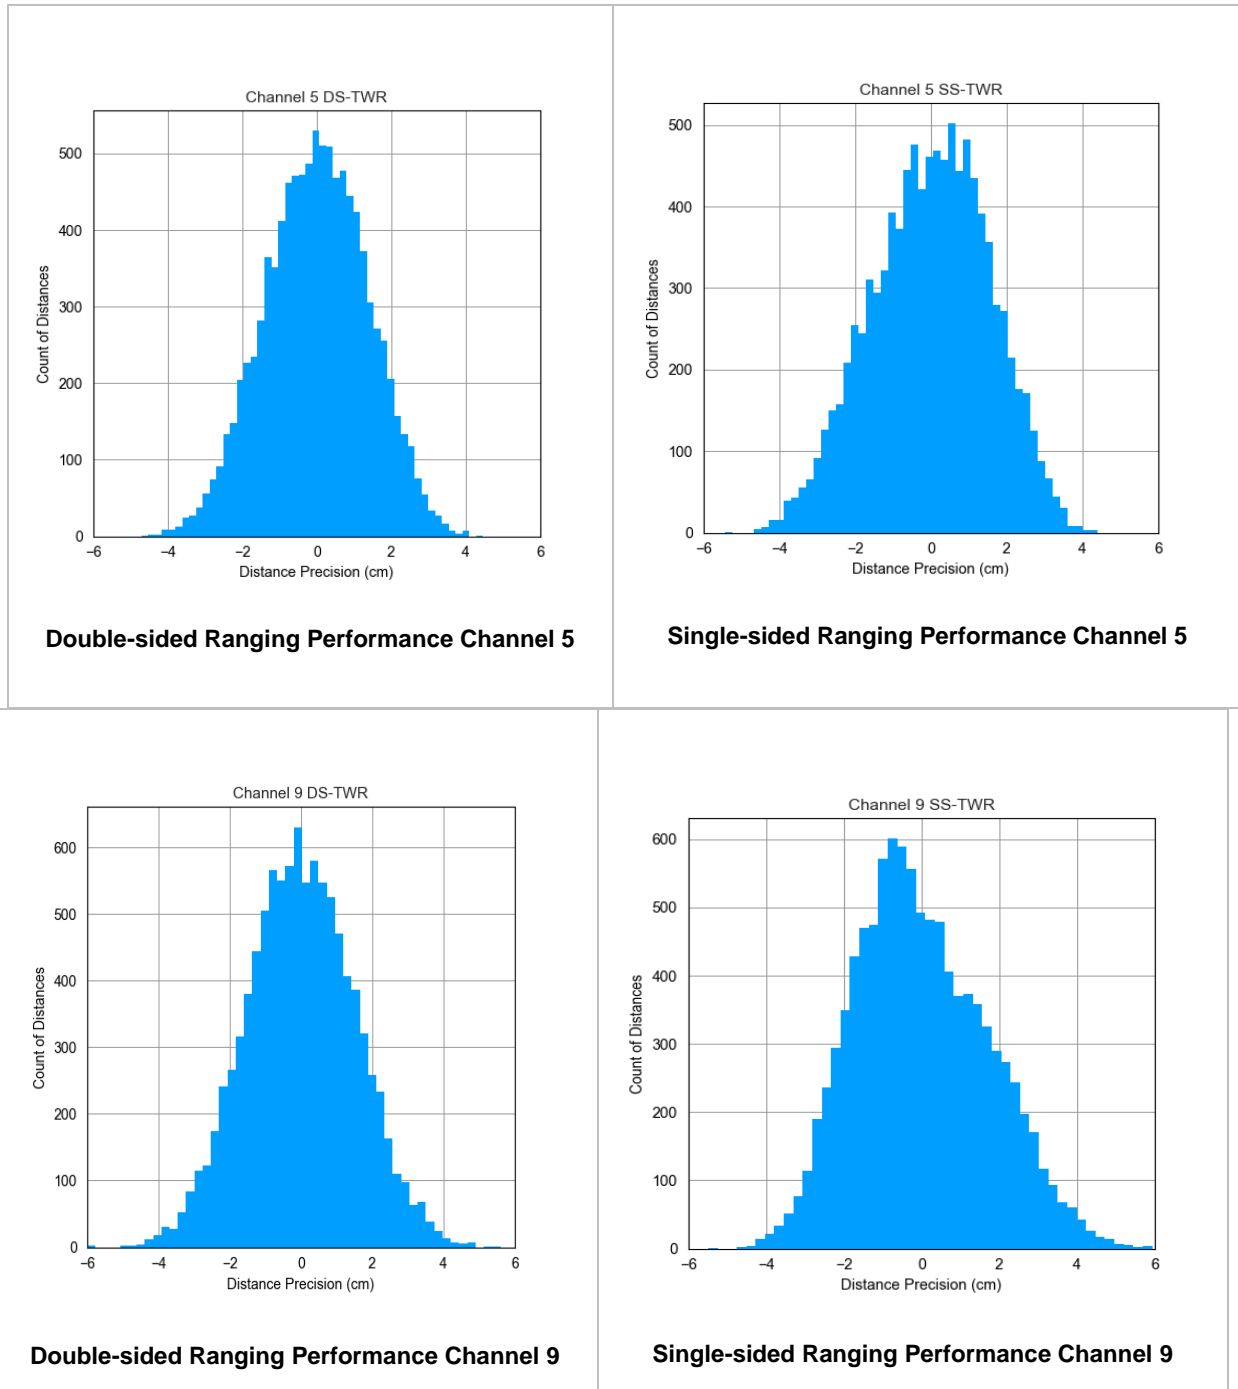 Channel 5 DS-TWR
500
400
300
200
100
0
Count of Distances
−6 −4 −2 0 2 4 6
Distance Precision (cm)
Double-sided Ranging Performance Channel 5
Channel 5 SS-TWR
500
400
300
200
100
0
Count of Distances
−6 −4 −2 0 2 4 6
Distance Precision (cm)
Single-sided Ranging Performance Channel 5
Channel 9 DS-TWR
600
500
400
300
200
100
0
Count of Distances
−6 −4 −2 0 2 4 6
Distance Precision (cm)
Double-sided Ranging Performance Channel 9
Channel 9 SS-TWR
600
500
400
300
200
100
0
Count of Distances
−6 −4 −2 0 2 4 6
Distance Precision (cm)
Single-sided Ranging Performance Channel 9